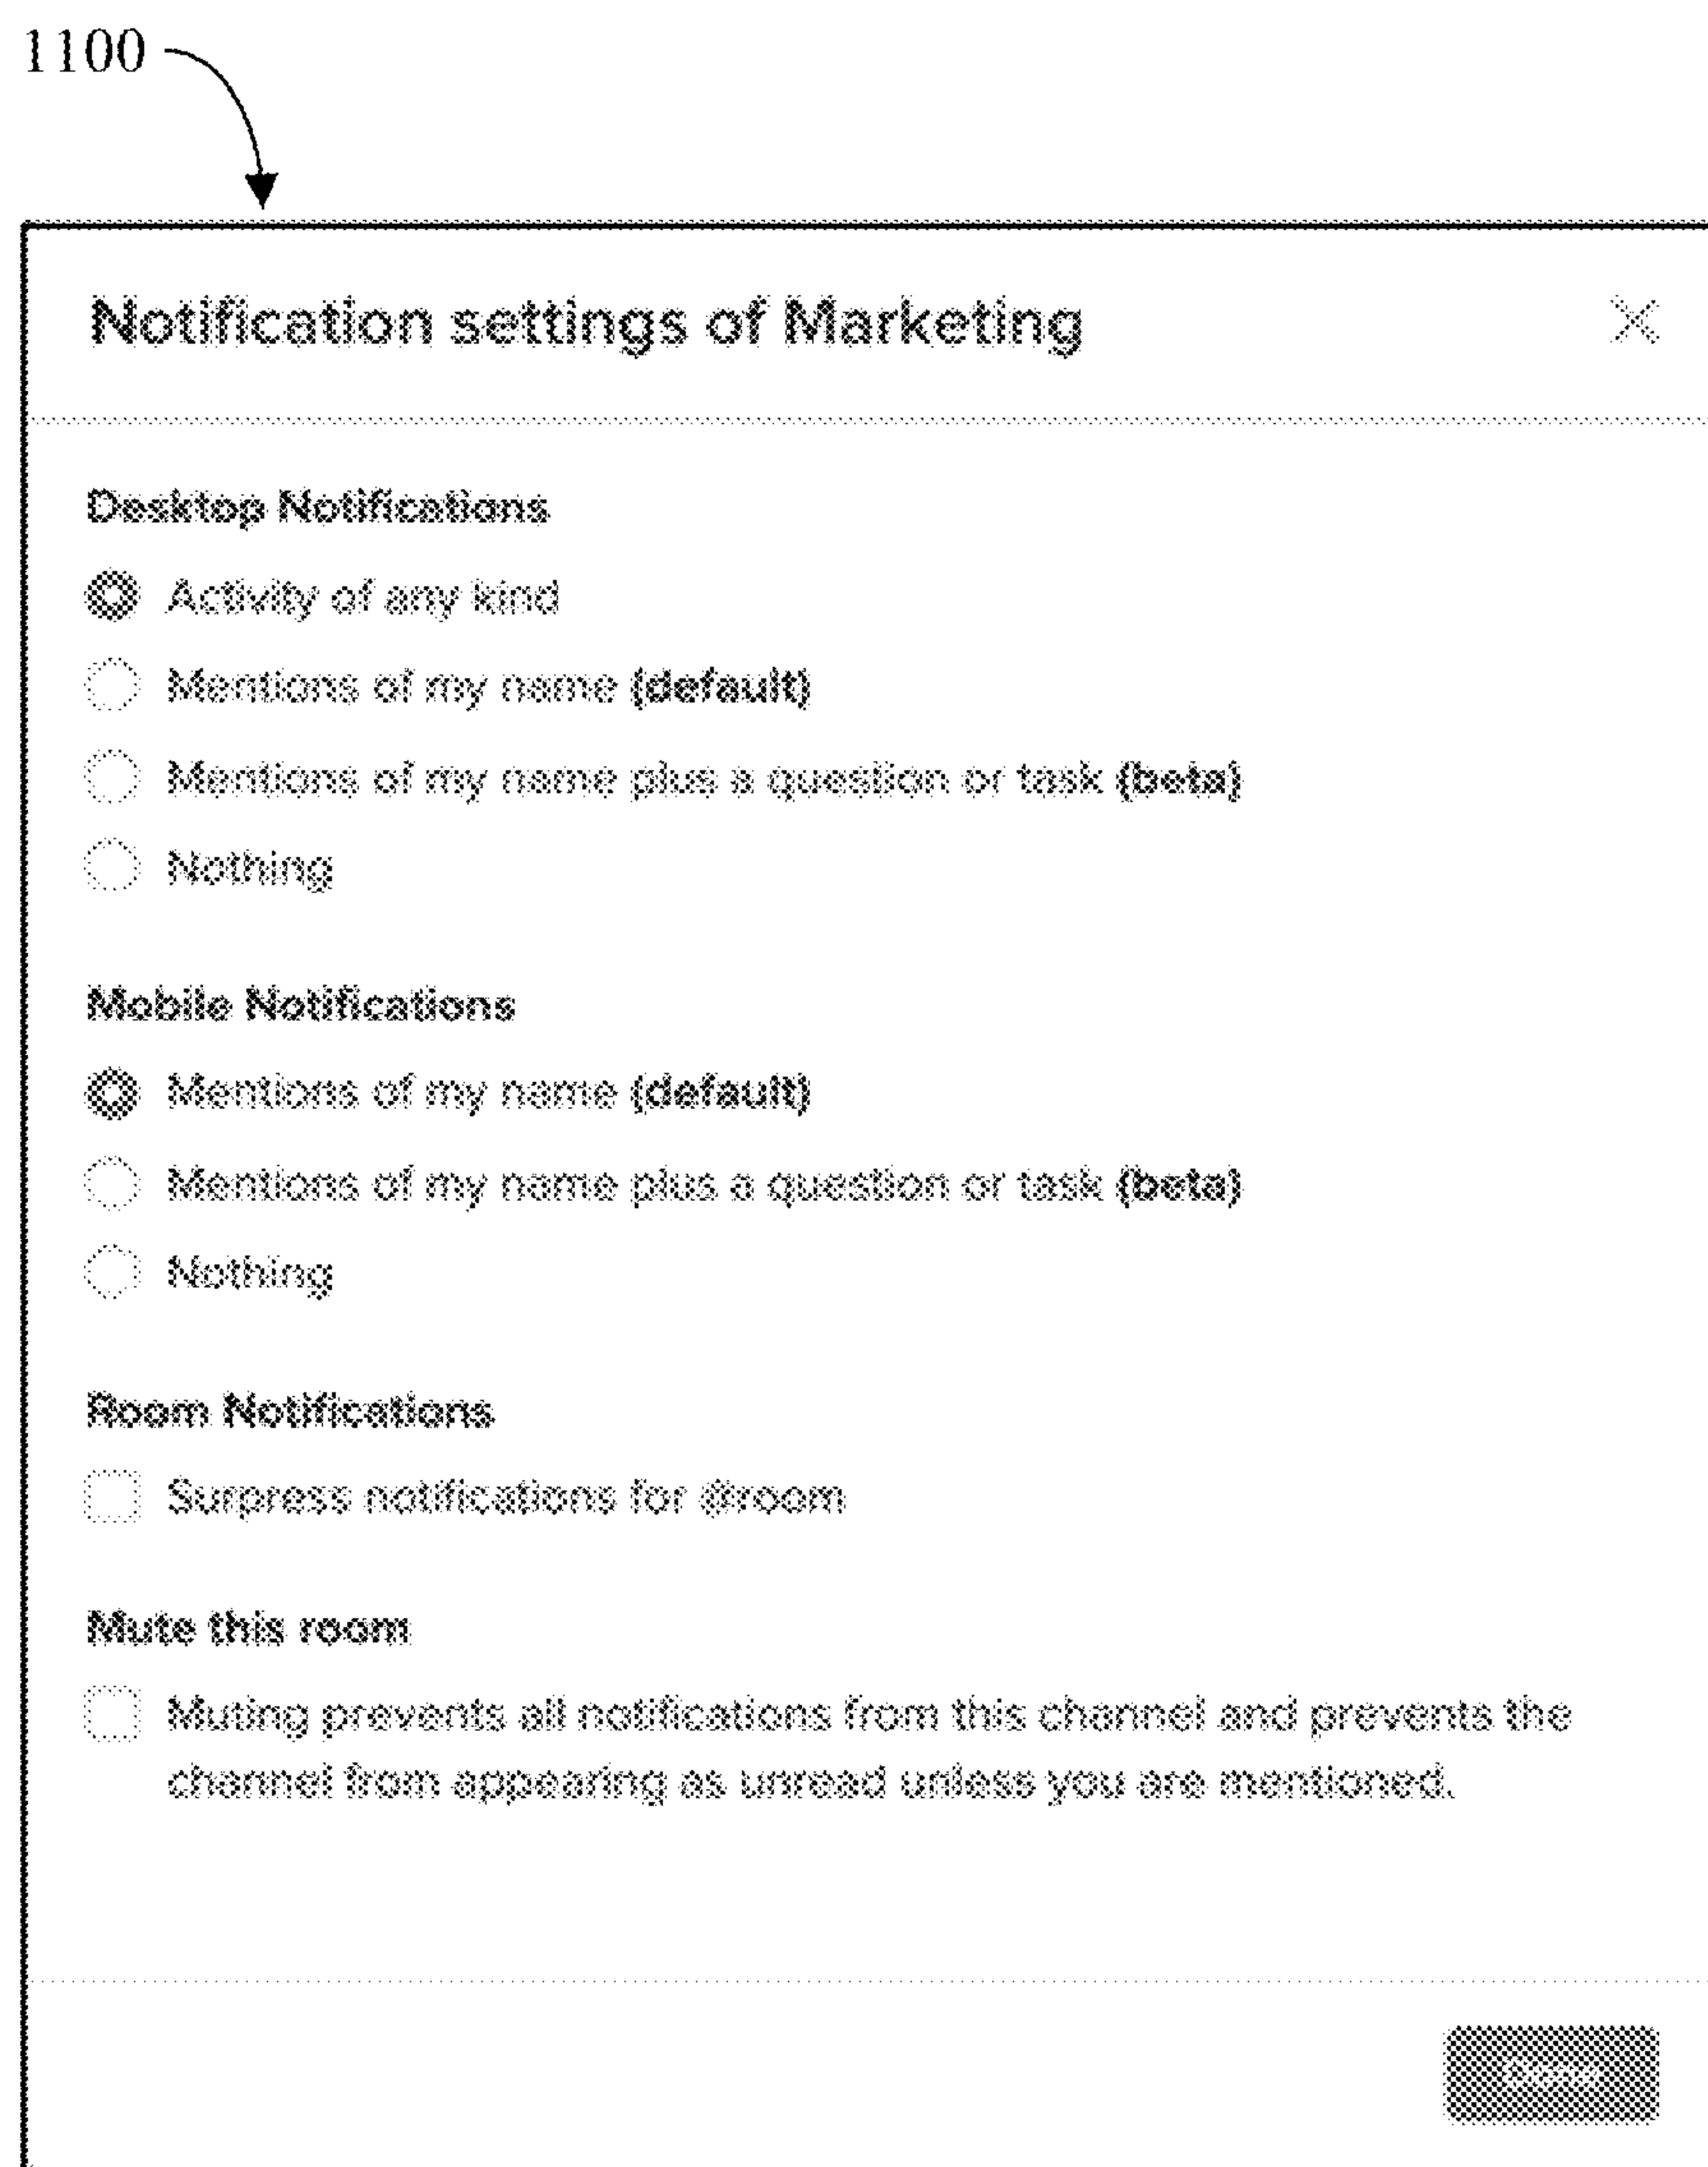 1100
Notification settings of Marketing
Desktop Notifications
Activity of any kind
Mentions of my name (default)
Mentions of my name plus a question or task (beta)
Nothing
Mobile Notifications
Mentions of my name (default)
Mentions of my name plus a question or task (beta)
Nothing
Room Notifications
Surpress notifications for @room
Mute this room
Muting prevents all notifications from this channel and prevents the
channel from appearing as unread unless you are mentioned.